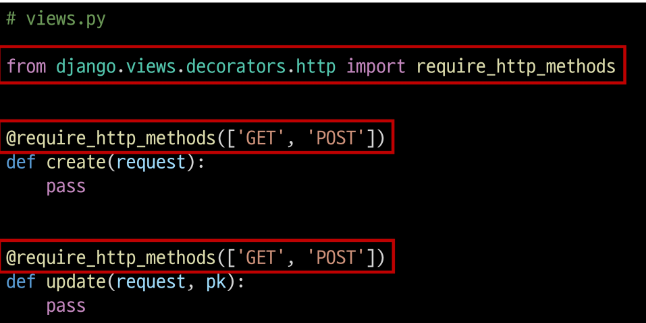 # views.py
from django.views.decorators.http import require_http_methods
@require_http_methods(['GET', 'POST'])
def create(request):
    pass
@require_http_methods(['GET', 'POST'])
def update(request, pk):
    pass